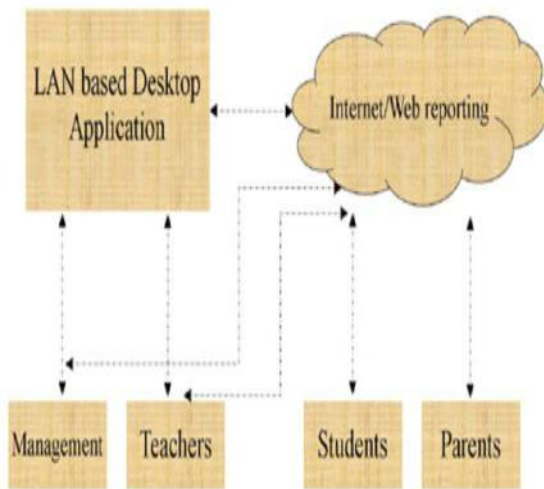 LAN based Desktop
Application
Internet/Web reporting
Management
Teachers
Students
Parents